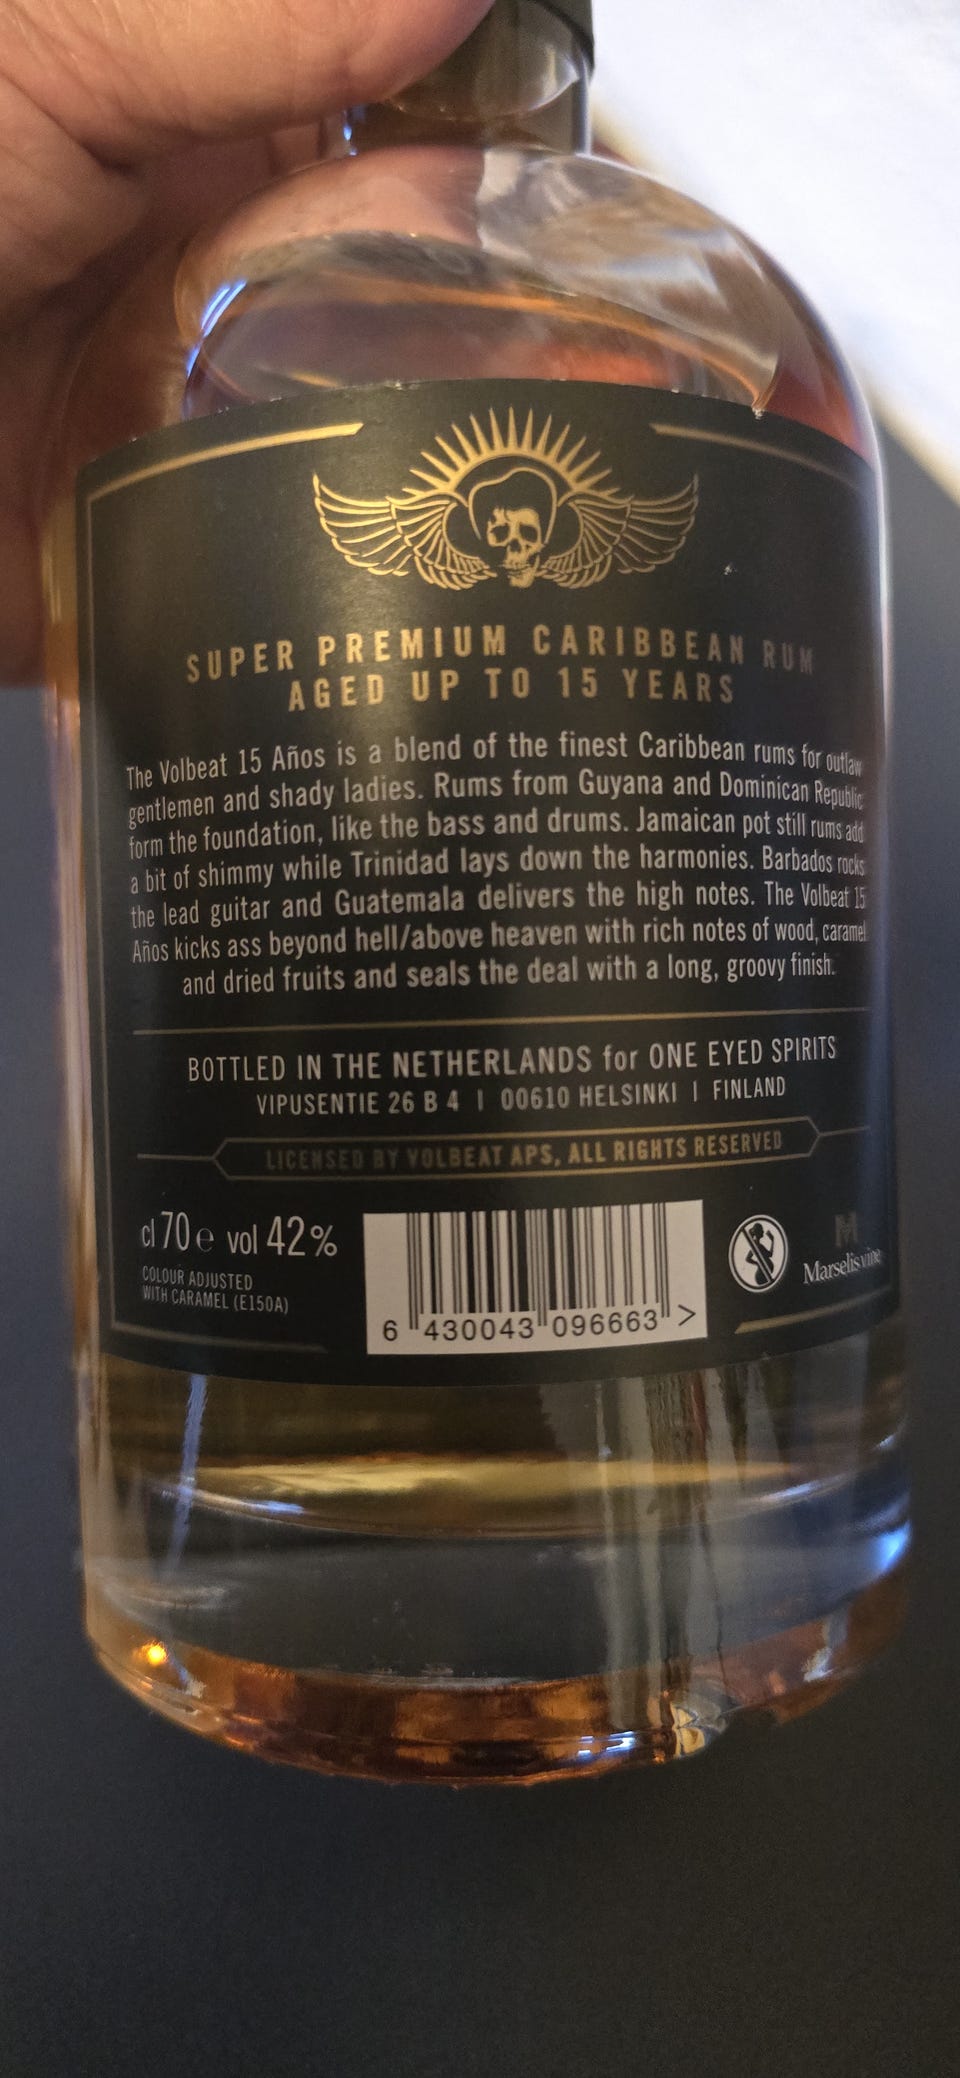 SUPER PREMIUM CARIBBEAN RUM
AGED UP TO 15 YEARS
The Volbeat 15 Años is a blend of the finest Caribbean rums for outlaw
gentlemen and shady ladies. Rums from Guyana and Dominican Republic
form the foundation, like the bass and drums. Jamaican pot still rums add
a bit of shimmy while Trinidad lays down the harmonies. Barbados rocks
the lead guitar and Guatemala delivers the high notes. The Volbeat 15
Años kicks ass beyond hell/above heaven with rich notes of wood, caramel
and dried fruits and seals the deal with a long, groovy finish.
BOTTLED IN THE NETHERLANDS for ONE EYED SPIRITS
VIPUSENTIE 26 B 4 | 00610 HELSINKI | FINLAND
LICENSED BY VOLBEAT APS, ALL RIGHTS RESERVED
cl 70 e vol 42%
COLOUR ADJUSTED
WITH CARAMEL (E150A)
6 430043 096663 >
M
Marselis vine